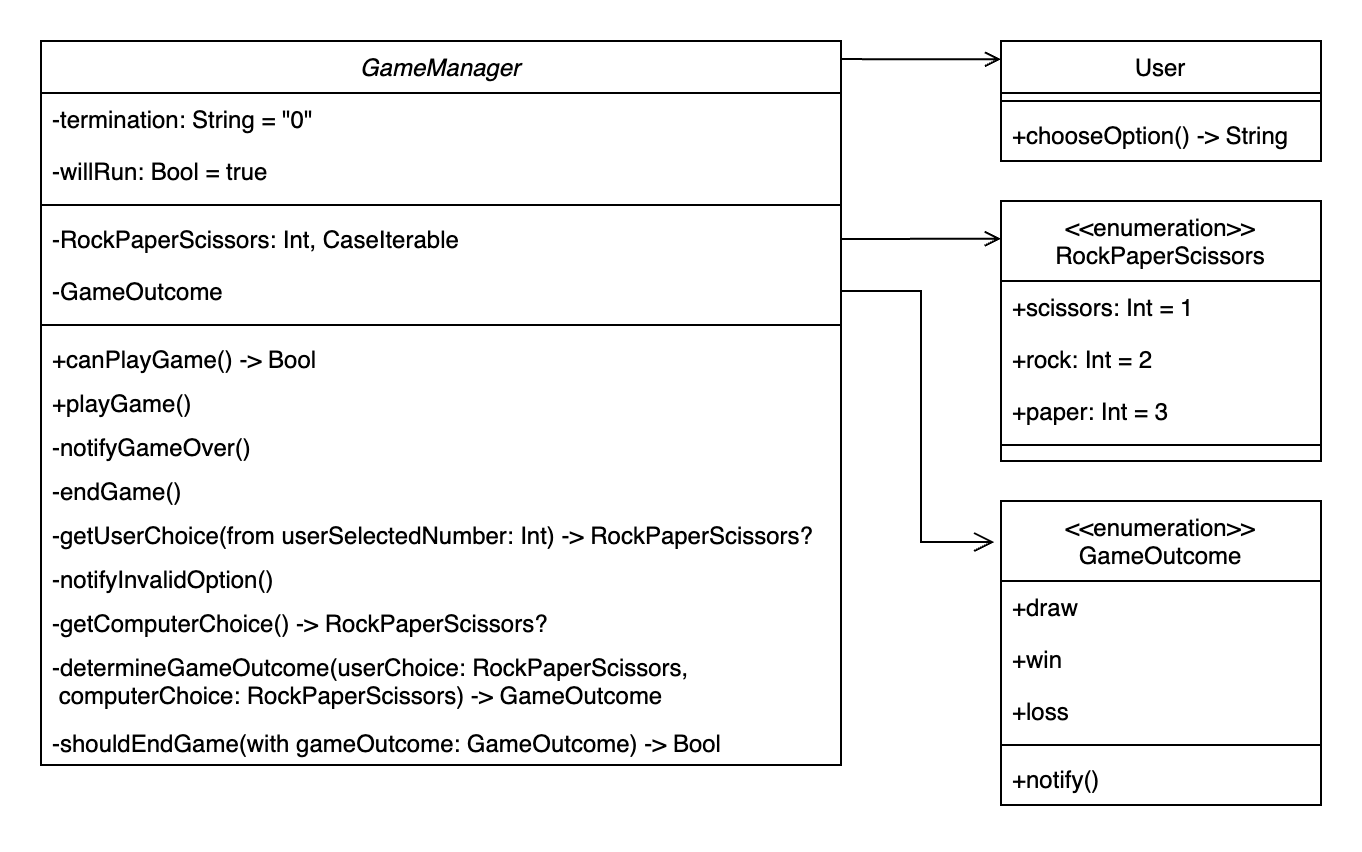 GameManager
-termination: String = "0"
-willRun: Bool = true
-RockPaperScissors: Int, CaseIterable
-GameOutcome
+canPlayGame() -> Bool
+playGame()
-notifyGameOver()
-endGame()
-getUserChoice(from userSelectedNumber: Int) -> RockPaperScissors?
-notifyInvalidOption()
-getComputerChoice() -> RockPaperScissors?
-determineGameOutcome(userChoice: RockPaperScissors,
computerChoice: RockPaperScissors) -> GameOutcome
-shouldEndGame(with gameOutcome: GameOutcome) -> Bool
User
+chooseOption() -> String
<<enumeration>>
RockPaperScissors
+scissors: Int = 1
+rock: Int = 2
+paper: Int = 3
<<enumeration>>
GameOutcome
+draw
+win
+loss
+notify()